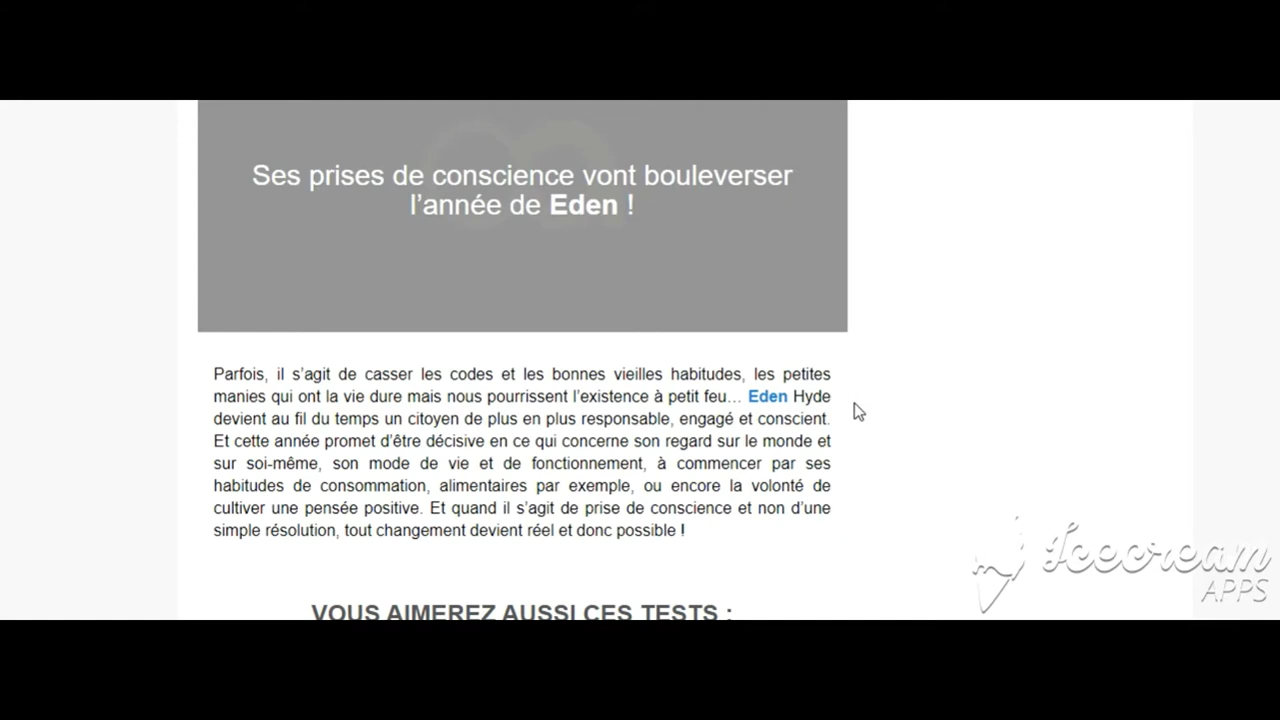 Ses prises de conscience vont bouleverser
l’année de Eden !
Parfois, il s’agit de casser les codes et les bonnes vieilles habitudes, les petites
manies qui ont la vie dure mais nous pourrissent l’existence à petit feu… Eden Hyde
devient au fil du temps un citoyen de plus en plus responsable, engagé et conscient.
Et cette année promet d’être décisive en ce qui concerne son regard sur le monde et
sur soi-même, son mode de vie et de fonctionnement, à commencer par ses
habitudes de consommation, alimentaires par exemple, ou encore la volonté de
cultiver une pensée positive. Et quand il s’agit de prise de conscience et non d’une
simple résolution, tout changement devient réel et donc possible !
Icecream
APPS
VOUS AIMEREZ AUSSI CES TESTS :